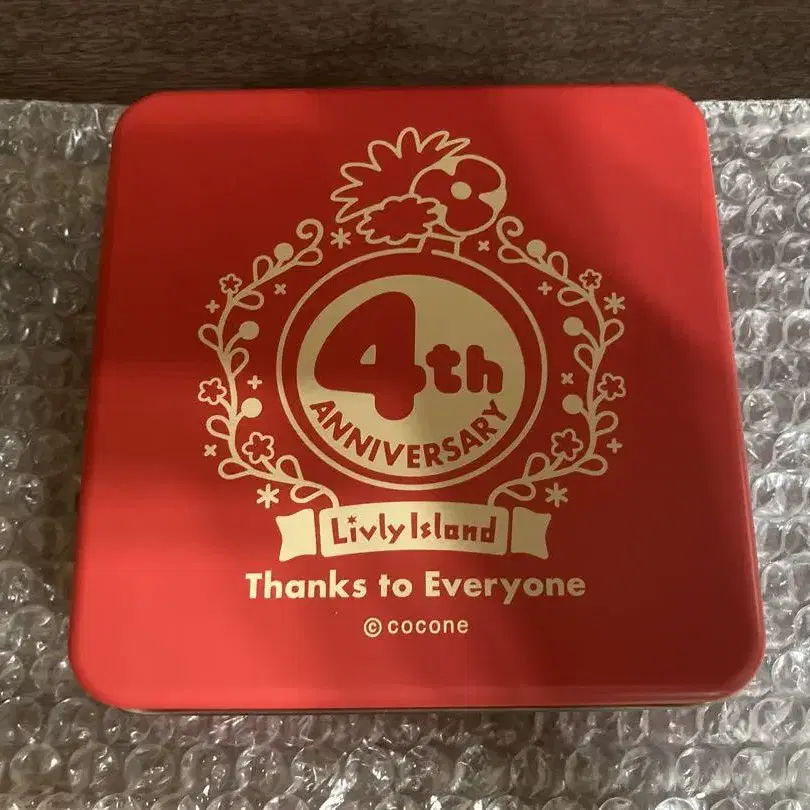 4th
ANNIVERSARY
Livly Island
Thanks to Everyone
© cocone